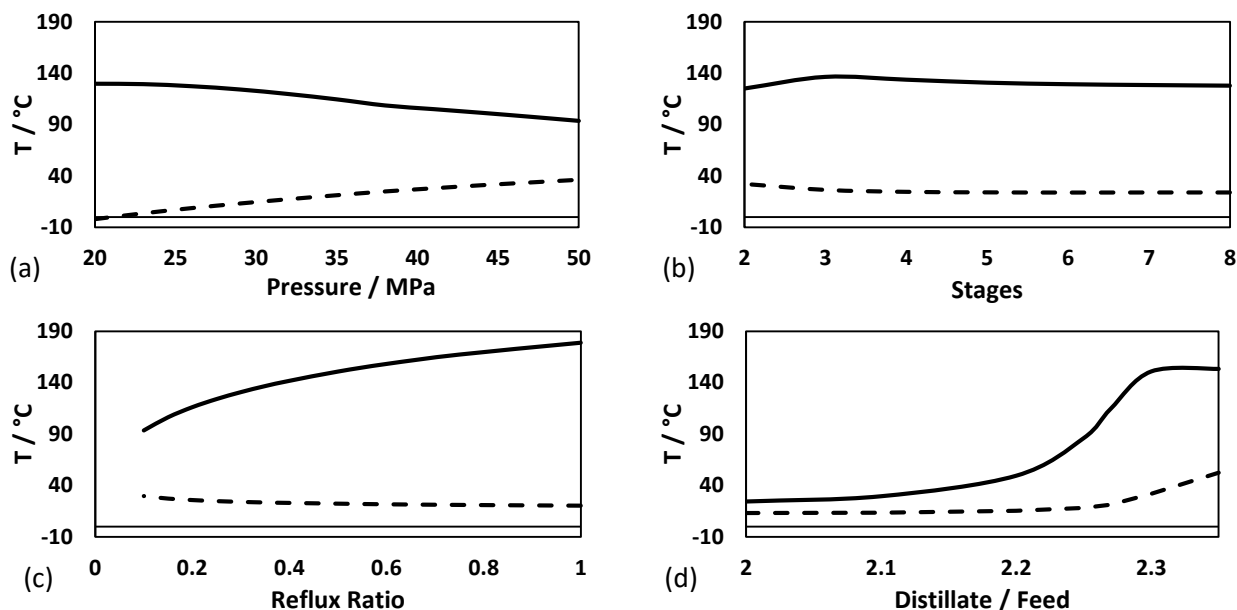 190
140
90
40
-10
T / °C
20 25 30 35 40 45 50
(a)
Pressure / MPa
190
140
90
40
-10
T / °C
2 3 4 5 6 7 8
(b)
Stages
190
140
90
40
-10
T / °C
0 0.2 0.4 0.6 0.8 1
(c)
Reflux Ratio
190
140
90
40
-10
T / °C
2 2.1 2.2 2.3
(d)
Distillate / Feed